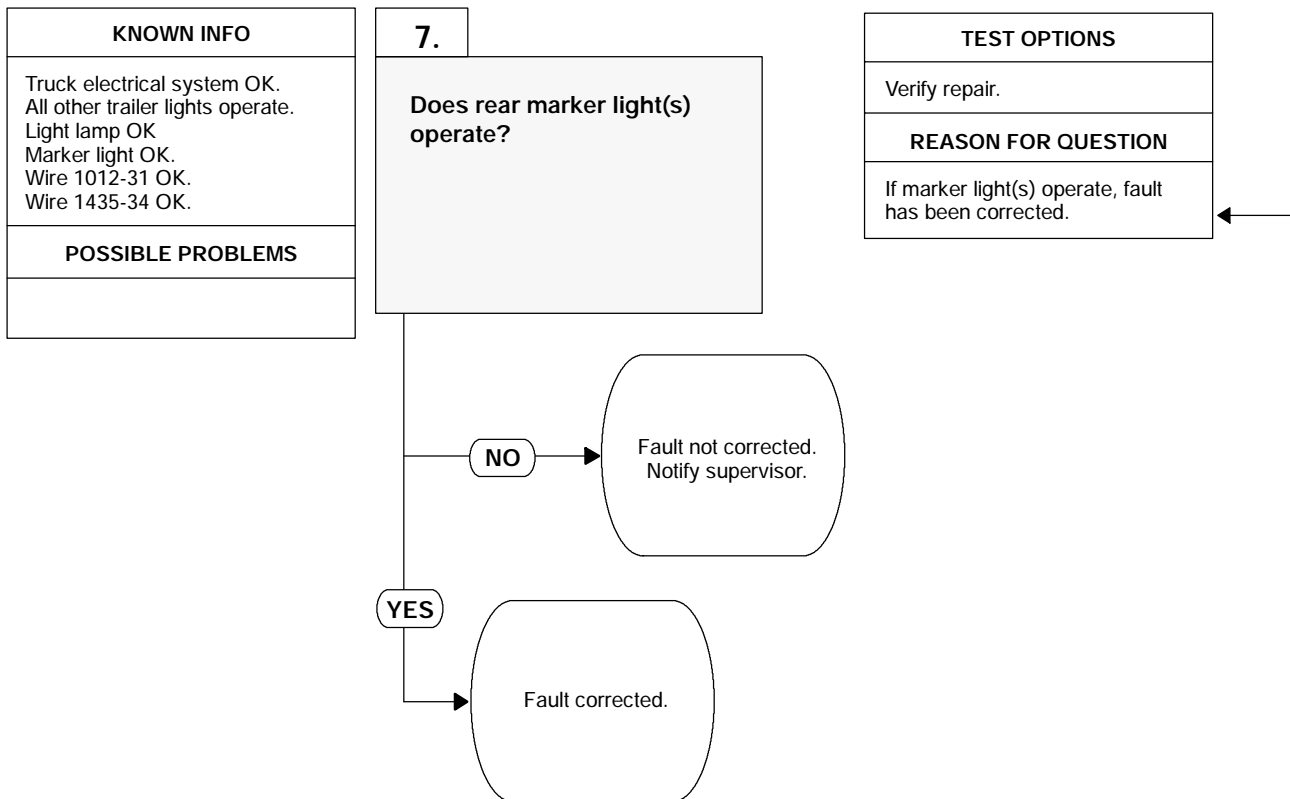 KNOWN INFO
Truck electrical system OK.
All other trailer lights operate.
Light lamp OK
Marker light OK.
Wire 1012-31 OK.
Wire 1435-34 OK.
POSSIBLE PROBLEMS
7.
Does rear marker light(s)
operate?
TEST OPTIONS
Verify repair.
REASON FOR QUESTION
If marker light(s) operate, fault
has been corrected.
NO
Fault not corrected.
Notify supervisor.
YES
Fault corrected.